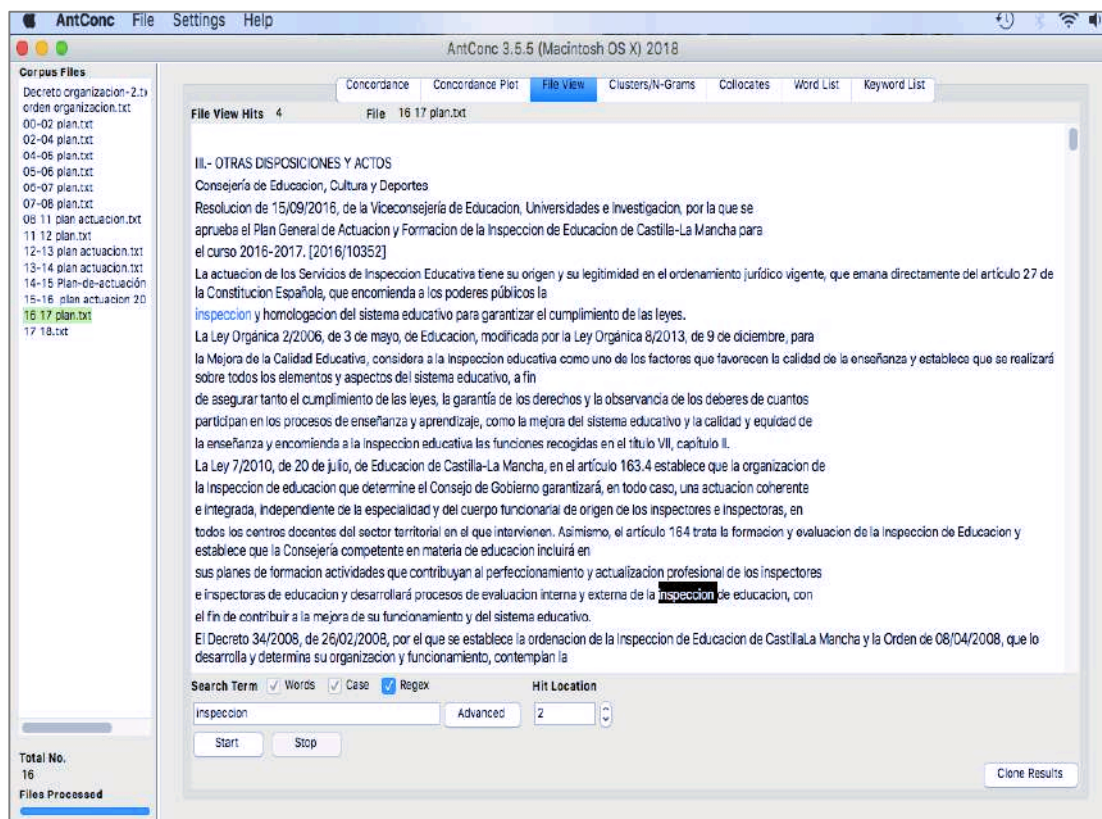 AntConc File Settings Help
AntConc 3.5.5 (Macintosh OS X) 2018
Corpus Files
Decreto organizacion-2.tx
orden organizacion.txt
00-02 plan.txt
02-04 plan.txt
04-05 plan.txt
05-06 plan.txt
06-07 plan.txt
07-08 plan.txt
08 11 plan actuacion.txt
11 12 plan.txt
12-13 plan actuacion.txt
13-14 plan actuacion.txt
14-15 Plan-de-actuación
15-16 plan actuacion 20
16 17 plan.txt
17 18.txt
Total No.
16
Files Processed
Concordance Concordance Plot File View Clusters/N-Grams Collocates Word List Keyword List
File View Hits 4 File 16 17 plan.txt
III.- OTRAS DISPOSICIONES Y ACTOS
Consejería de Educacion, Cultura y Deportes
Resolucion de 15/09/2016, de la Viceconsejería de Educacion, Universidades e Investigacion, por la que se
aprueba el Plan General de Actuacion y Formacion de la Inspeccion de Educacion de Castilla-La Mancha para
el curso 2016-2017. [2016/10352]
La actuacion de los Servicios de Inspeccion Educativa tiene su origen y su legitimidad en el ordenamiento jurídico vigente, que emana directamente del artículo 27 de
la Constitucion Española, que encomienda a los poderes públicos la
inspeccion y homologacion del sistema educativo para garantizar el cumplimiento de las leyes.
La Ley Orgánica 2/2006, de 3 de mayo, de Educacion, modificada por la Ley Orgánica 8/2013, de 9 de diciembre, para
la Mejora de la Calidad Educativa, considera a la Inspeccion educativa como uno de los factores que favorecen la calidad de la enseñanza y establece que se realizará
sobre todos los elementos y aspectos del sistema educativo, a fin
de asegurar tanto el cumplimiento de las leyes, la garantía de los derechos y la observancia de los deberes de cuantos
participan en los procesos de enseñanza y aprendizaje, como la mejora del sistema educativo y la calidad y equidad de
la enseñanza y encomienda a la Inspeccion educativa las funciones recogidas en el título VII, capítulo II.
La Ley 7/2010, de 20 de julio, de Educacion de Castilla-La Mancha, en el artículo 163.4 establece que la organizacion de
la Inspeccion de educacion que determine el Consejo de Gobierno garantizará, en todo caso, una actuacion coherente
e integrada, independiente de la especialidad y del cuerpo funcionarial de origen de los inspectores e inspectoras, en
todos los centros docentes del sector territorial en el que intervienen. Asimismo, el artículo 164 trata la formacion y evaluacion de la Inspeccion de Educacion y
establece que la Consejería competente en materia de educacion incluirá en
sus planes de formacion actividades que contribuyan al perfeccionamiento y actualizacion profesional de los inspectores
e inspectoras de educacion y desarrollará procesos de evaluacion interna y externa de la inspeccion de educacion, con
el fin de contribuir a la mejora de su funcionamiento y del sistema educativo.
El Decreto 34/2008, de 26/02/2008, por el que se establece la ordenacion de la Inspeccion de Educacion de CastillaLa Mancha y la Orden de 08/04/2008, que lo
desarrolla y determina su organizacion y funcionamiento, contemplan la
Search Term Words Case Regex Hit Location
inspeccion Advanced 2
Start Stop
Clone Results